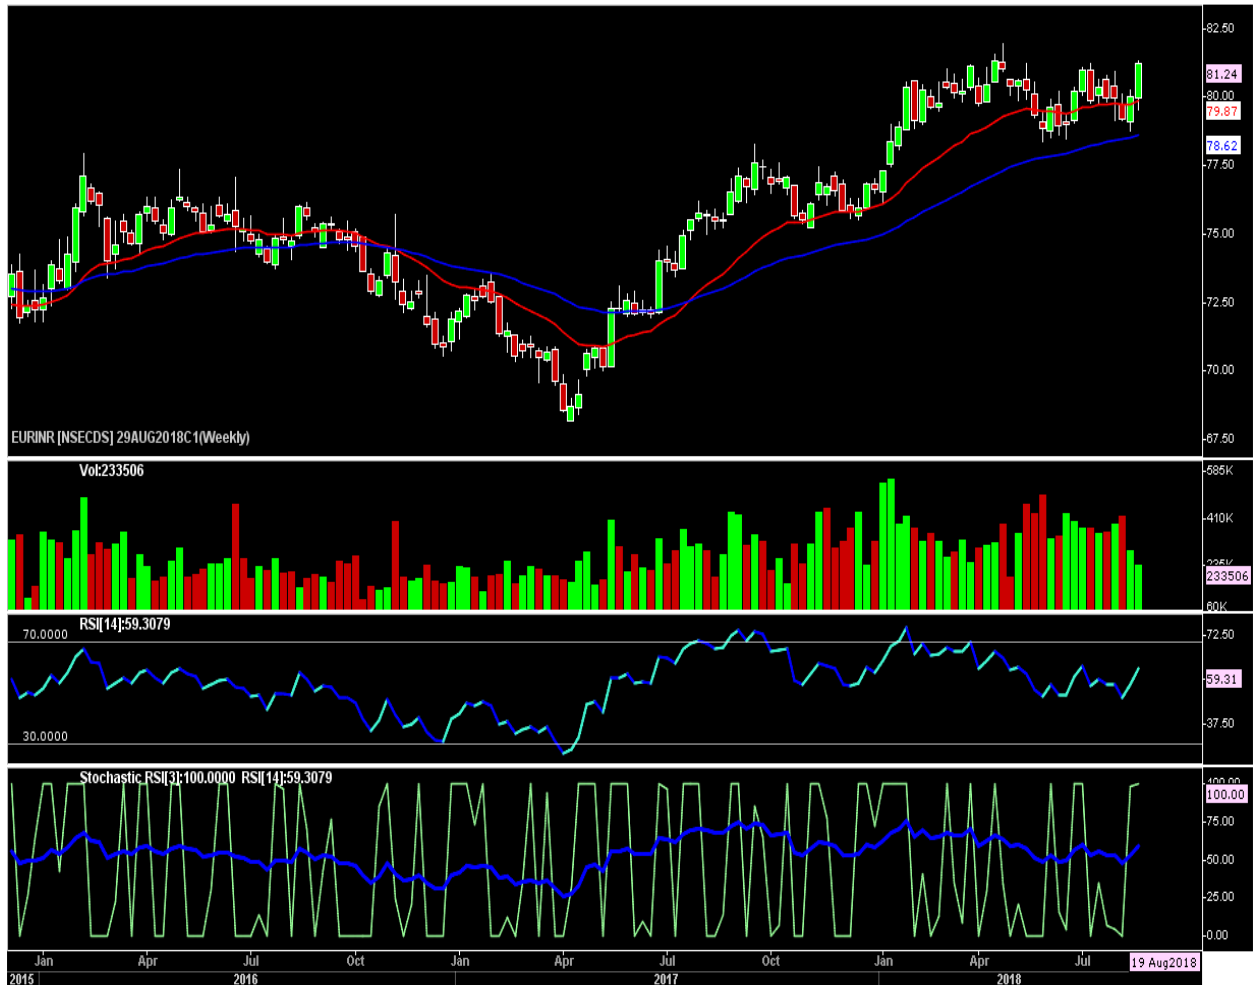 82.50
81.24
80.00
79.87
78.62
77.50
75.00
72.50
70.00
67.50
EURINR [NSECDS] 29AUG2018C1(Weekly)
Vol:233506
585K
410K
235K
233506
60K
RSI[14]:59.3079
70.0000
72.50
59.31
37.50
30.0000
Stochastic RSI[3]:100.0000 RSI[14]:59.3079
100.00
100.00
75.00
50.00
25.00
0.00
Jan Apr Jul Oct Jan Apr Jul Oct Jan Apr Jul 19 Aug2018
2015 2016 2017 2018